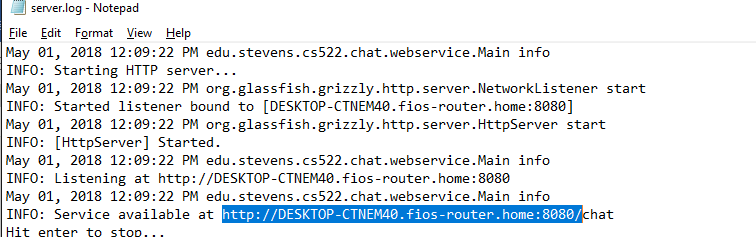 server.log - Notepad
File Edit Format View Help
May 01, 2018 12:09:22 PM edu.stevens.cs522.chat.webservice.Main info
INFO: Starting HTTP server...
May 01, 2018 12:09:22 PM org.glassfish.grizzly.http.server.NetworkListener start
INFO: Started listener bound to [DESKTOP-CTNEM40.fios-router.home:8080]
May 01, 2018 12:09:22 PM org.glassfish.grizzly.http.server.HttpServer start
INFO: [HttpServer] Started.
May 01, 2018 12:09:22 PM edu.stevens.cs522.chat.webservice.Main info
INFO: Listening at http://DESKTOP-CTNEM40.fios-router.home:8080
May 01, 2018 12:09:22 PM edu.stevens.cs522.chat.webservice.Main info
INFO: Service available at http://DESKTOP-CTNEM40.fios-router.home:8080/chat
Hit enter to stop...